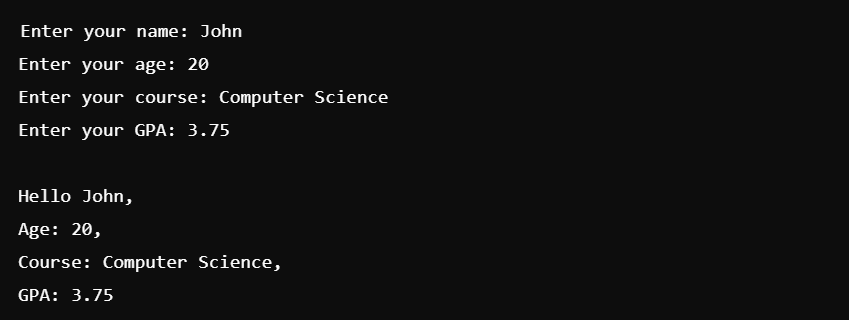 Enter your name: John
Enter your age: 20
Enter your course: Computer Science
Enter your GPA: 3.75
Hello John,
Age: 20,
Course: Computer Science,
GPA: 3.75